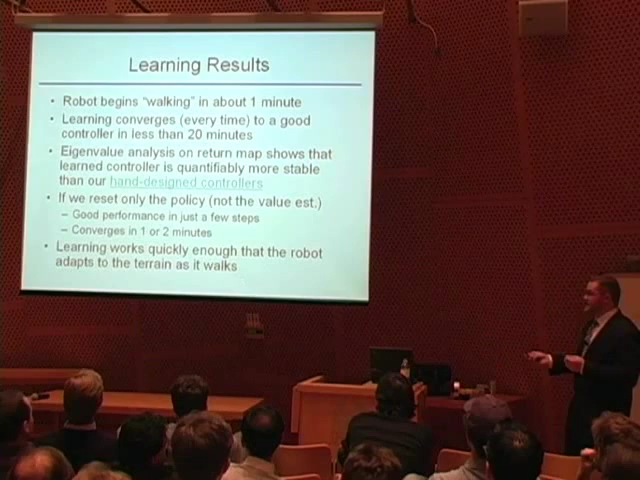 Learning Results
• Robot begins “walking” in about 1 minute
• Learning converges (every time) to a good
controller in less than 20 minutes
• Eigenvalue analysis on return map shows that
learned controller is quantifiably more stable
than our hand-designed controllers
• If we reset only the policy (not the value est.)
– Good performance in just a few steps
– Converges in 1 or 2 minutes
• Learning works quickly enough that the robot
adapts to the terrain as it walks